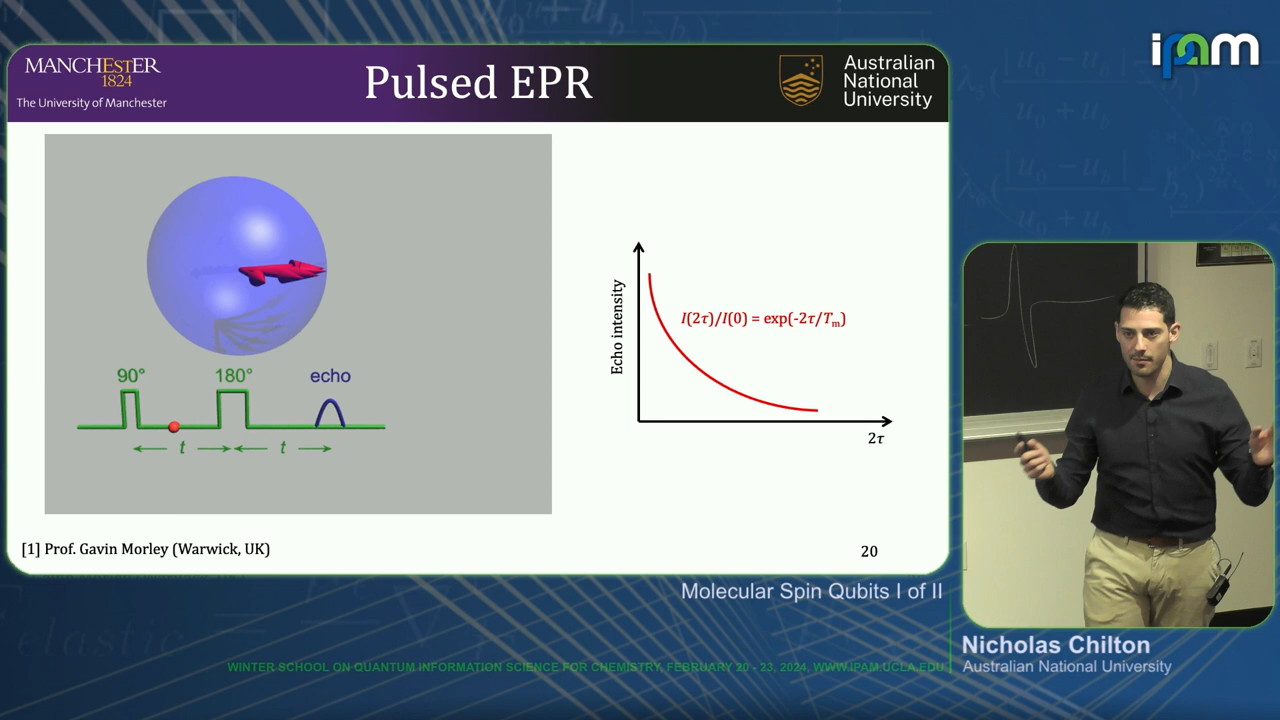 MANCHESTER
1824
The University of Manchester
Pulsed EPR
Australian
National
University
ipam
90°
180°
echo
t
t
Echo intensity
I(2τ)/I(0) = exp(-2τ/Tm)
2τ
[1] Prof. Gavin Morley (Warwick, UK)
20
Molecular Spin Qubits I of II
Nicholas Chilton
Australian National University
WINTER SCHOOL ON QUANTUM INFORMATION SCIENCE FOR CHEMISTRY, FEBRUARY 20 - 23, 2024, WWW.IPAM.UCLA.EDU
elastic